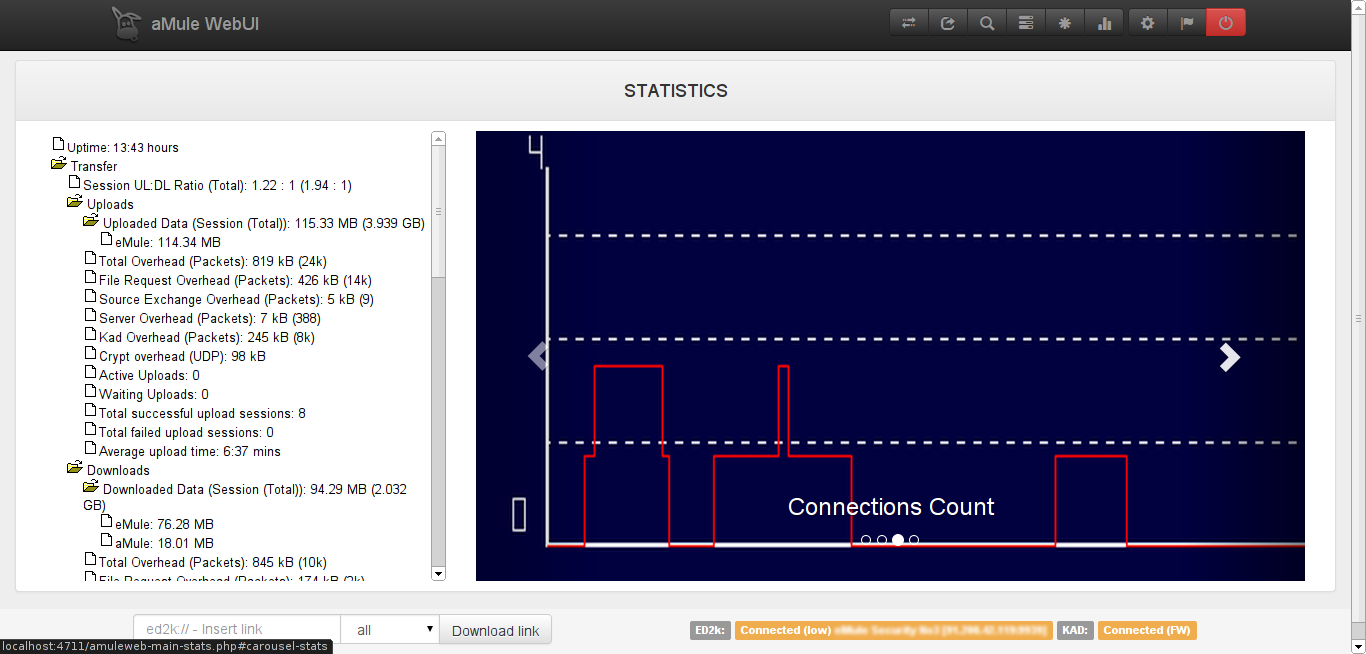 aMule WebUI
STATISTICS
Uptime: 13:43 hours
Transfer
Session UL:DL Ratio (Total): 1.22 : 1 (1.94 : 1)
Uploads
Uploaded Data (Session (Total)): 115.33 MB (3.939 GB)
eMule: 114.34 MB
Total Overhead (Packets): 819 kB (24k)
File Request Overhead (Packets): 426 kB (14k)
Source Exchange Overhead (Packets): 5 kB (9)
Server Overhead (Packets): 7 kB (388)
Kad Overhead (Packets): 245 kB (8k)
Crypt overhead (UDP): 98 kB
Active Uploads: 0
Waiting Uploads: 0
Total successful upload sessions: 8
Total failed upload sessions: 0
Average upload time: 6:37 mins
Downloads
Downloaded Data (Session (Total)): 94.29 MB (2.032
GB)
eMule: 76.28 MB
aMule: 18.01 MB
Total Overhead (Packets): 845 kB (10k)
File Request Overhead (Packets): 174 kB (2k)
4
0
Connections Count
ed2k:// - Insert link
all
Download link
ED2k:
Connected (low)
KAD:
Connected (FW)
localhost:4711/amuleweb-main-stats.php#carousel-stats